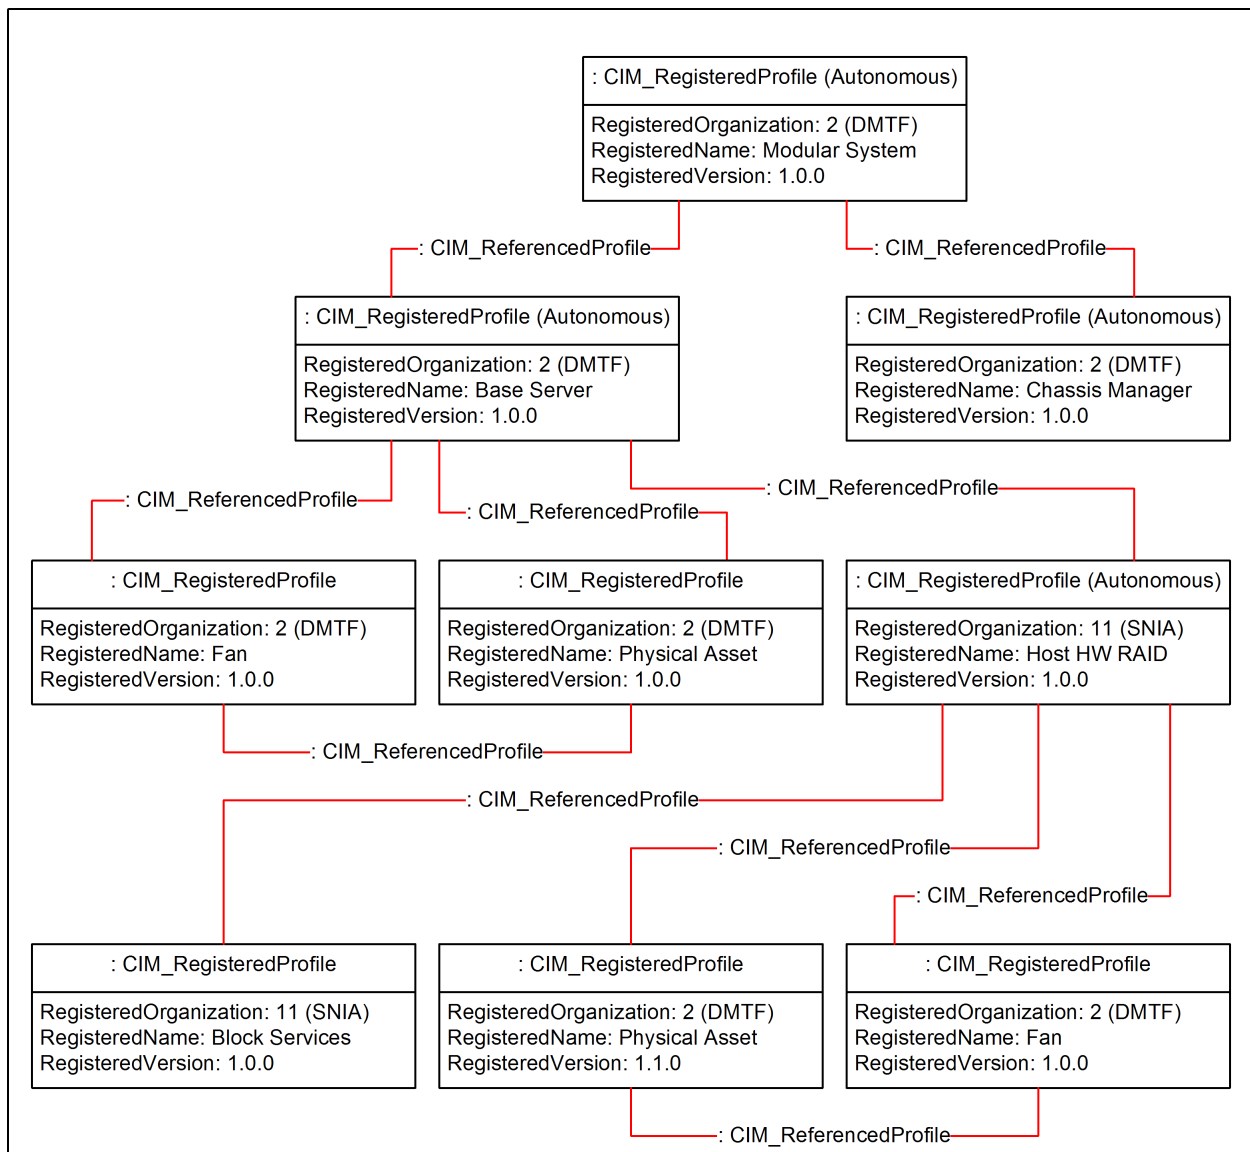 : CIM_RegisteredProfile (Autonomous)
RegisteredOrganization: 2 (DMTF)
RegisteredName: Modular System
RegisteredVersion: 1.0.0
: CIM_ReferencedProfile
: CIM_ReferencedProfile
: CIM_RegisteredProfile (Autonomous)
RegisteredOrganization: 2 (DMTF)
RegisteredName: Base Server
RegisteredVersion: 1.0.0
: CIM_RegisteredProfile (Autonomous)
RegisteredOrganization: 2 (DMTF)
RegisteredName: Chassis Manager
RegisteredVersion: 1.0.0
: CIM_ReferencedProfile
: CIM_ReferencedProfile
: CIM_ReferencedProfile
: CIM_RegisteredProfile
RegisteredOrganization: 2 (DMTF)
RegisteredName: Fan
RegisteredVersion: 1.0.0
: CIM_RegisteredProfile
RegisteredOrganization: 2 (DMTF)
RegisteredName: Physical Asset
RegisteredVersion: 1.0.0
: CIM_RegisteredProfile (Autonomous)
RegisteredOrganization: 11 (SNIA)
RegisteredName: Host HW RAID
RegisteredVersion: 1.0.0
: CIM_ReferencedProfile
: CIM_ReferencedProfile
: CIM_ReferencedProfile
: CIM_ReferencedProfile
: CIM_RegisteredProfile
RegisteredOrganization: 11 (SNIA)
RegisteredName: Block Services
RegisteredVersion: 1.0.0
: CIM_RegisteredProfile
RegisteredOrganization: 2 (DMTF)
RegisteredName: Physical Asset
RegisteredVersion: 1.1.0
: CIM_RegisteredProfile
RegisteredOrganization: 2 (DMTF)
RegisteredName: Fan
RegisteredVersion: 1.0.0
: CIM_ReferencedProfile